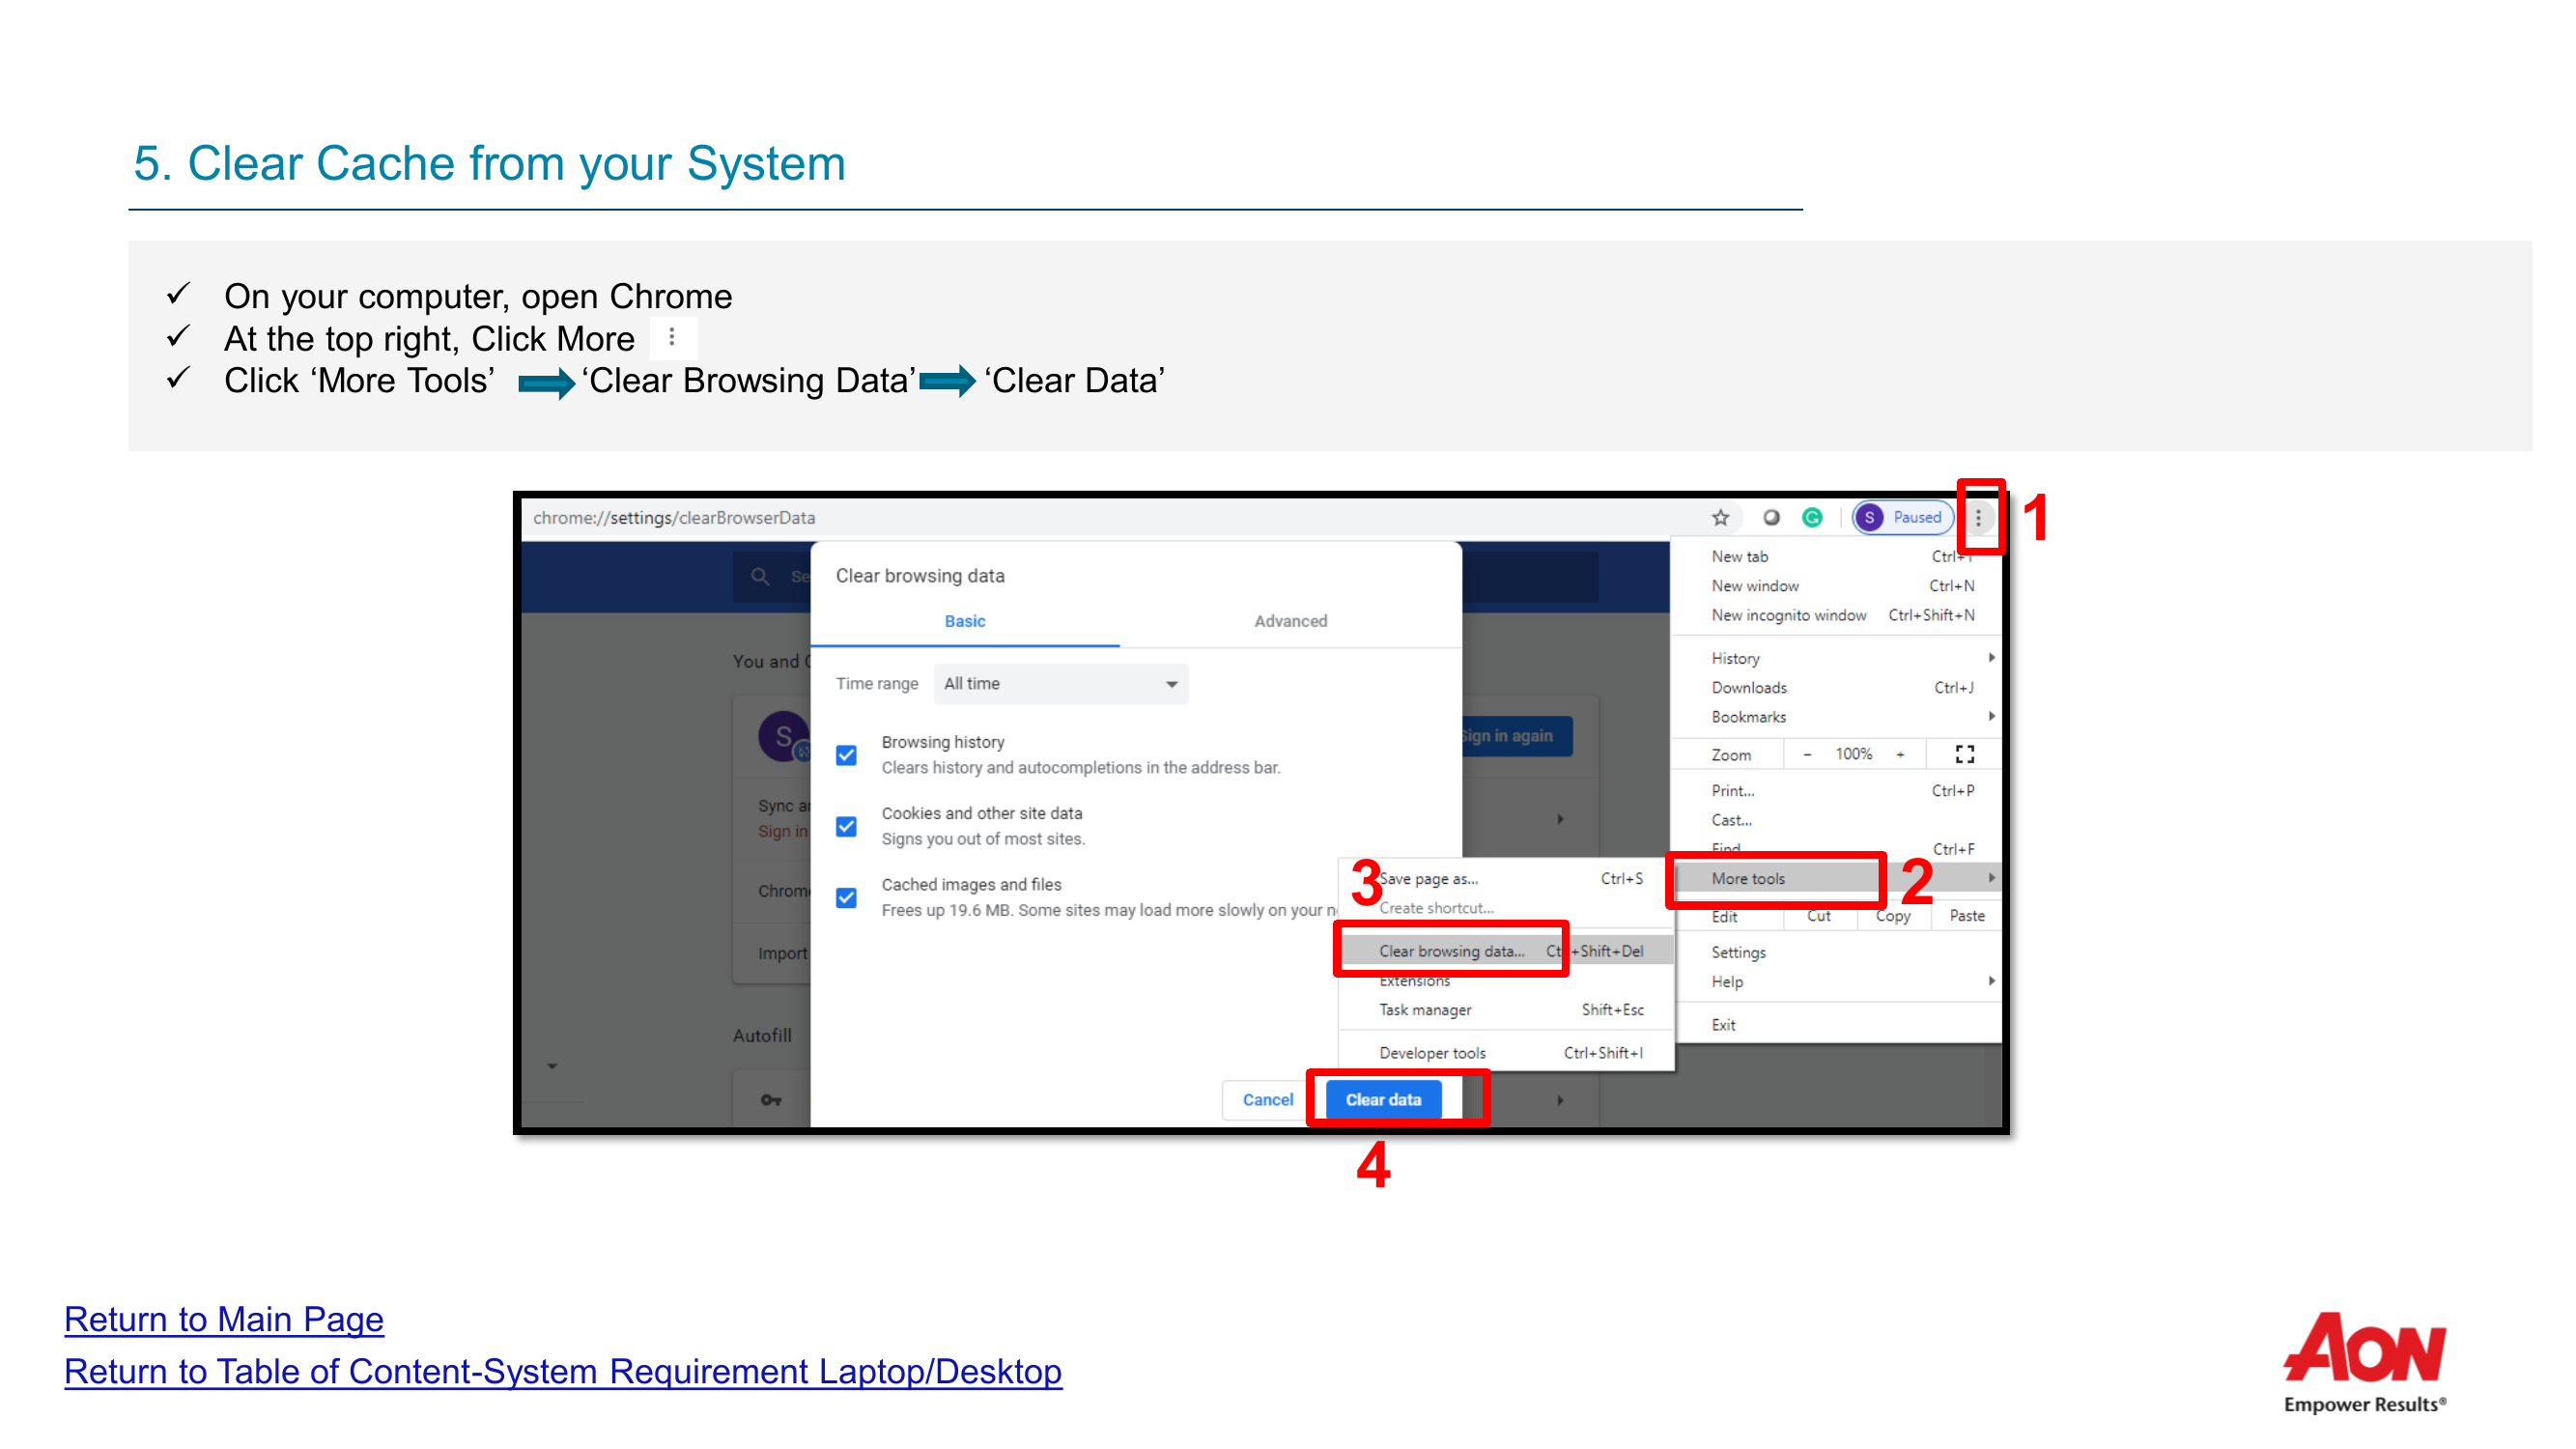 5. Clear Cache from your System
✓ On your computer, open Chrome
✓ At the top right, Click More
✓ Click ‘More Tools’ ‘Clear Browsing Data’ ‘Clear Data’
chrome://settings/clearBrowserData
S Paused
1
Se
Clear browsing data
Basic Advanced
You and
Time range All time
S
Sign in again
Browsing history
Clears history and autocompletions in the address bar.
Sync
Sign in
Cookies and other site data
Signs you out of most sites.
Chrome
Cached images and files
Frees up 19.6 MB. Some sites may load more slowly on your
Import
Autofill
Cancel Clear data
4
New tab Ctrl+T
New window Ctrl+N
New incognito window Ctrl+Shift+N
History
Downloads Ctrl+J
Bookmarks
Zoom - 100% +
Print... Ctrl+P
Cast...
Find... Ctrl+F
More tools
2
Edit Cut Copy Paste
Settings
Help
Exit
3
Save page as... Ctrl+S
Create shortcut...
Clear browsing data... Ctrl+Shift+Del
Extensions
Task manager Shift+Esc
Developer tools Ctrl+Shift+I
Return to Main Page
Return to Table of Content-System Requirement Laptop/Desktop
AON
Empower Results®